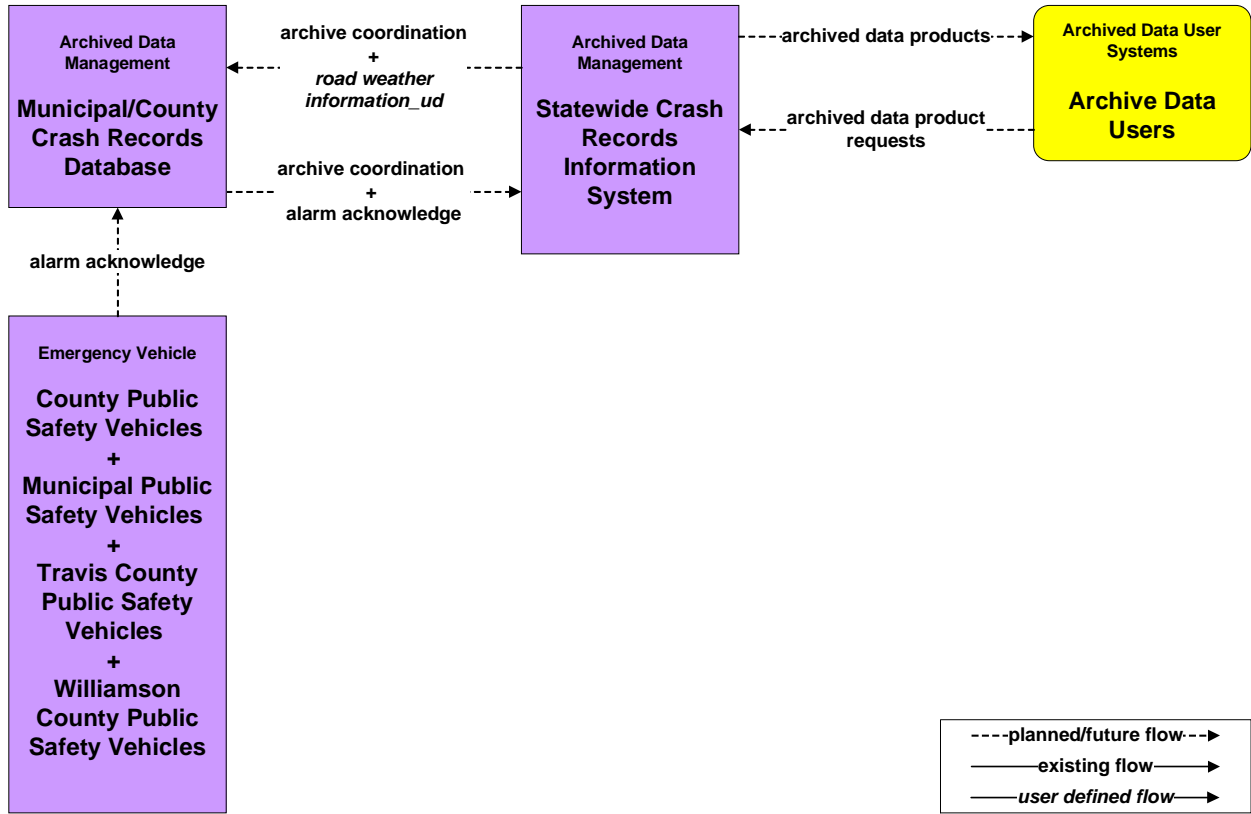 Archived Data
Management
Municipal/County
Crash Records
Database
archive coordination
+
road weather
information_ud
archive coordination
+
alarm acknowledge
Archived Data
Management
Statewide Crash
Records
Information
System
archived data products
archived data product
requests
Archived Data User
Systems
Archive Data
Users
alarm acknowledge
Emergency Vehicle
County Public
Safety Vehicles
+
Municipal Public
Safety Vehicles
+
Travis County
Public Safety
Vehicles
+
Williamson
County Public
Safety Vehicles
planned/future flow
existing flow
user defined flow